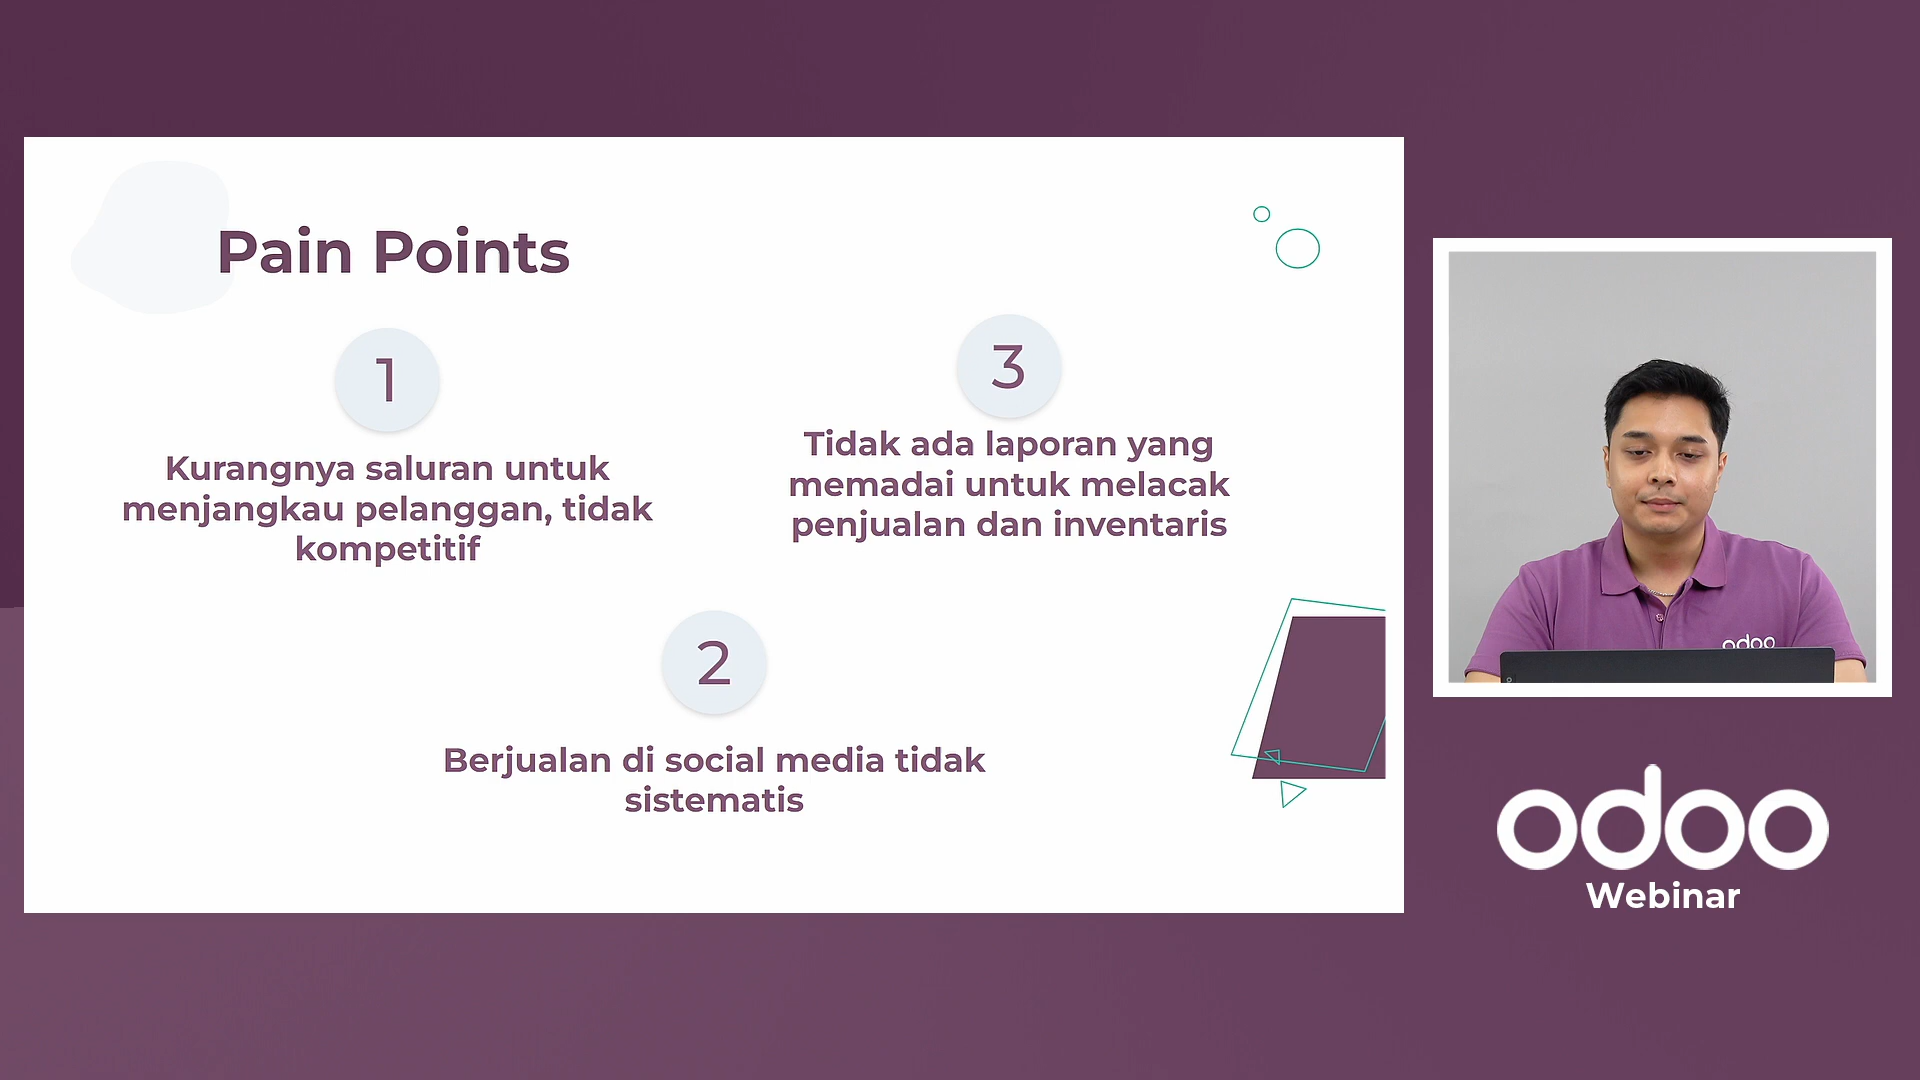 Pain Points
1
Kurangnya saluran untuk
menjangkau pelanggan, tidak
kompetitif
2
Berjualan di social media tidak
sistematis
3
Tidak ada laporan yang
memadai untuk melacak
penjualan dan inventaris
odoo
odoo
Webinar